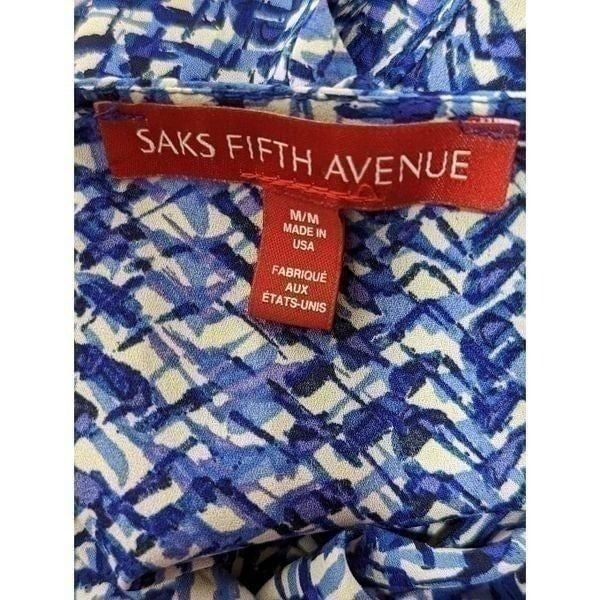 SAKS FIFTH AVENUE
M/M
MADE IN
USA
FABRIQUÉ
AUX
ÉTATS-UNIS